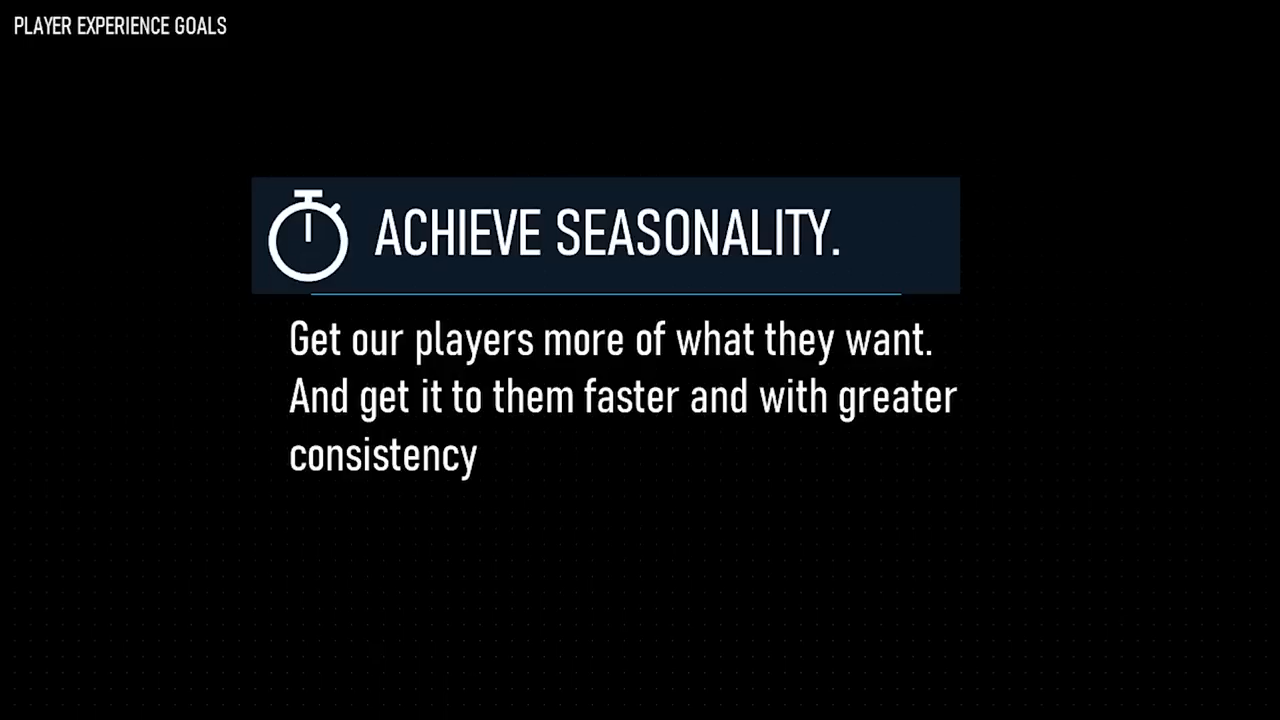 PLAYER EXPERIENCE GOALS
ACHIEVE SEASONALITY.
Get our players more of what they want.
And get it to them faster and with greater
consistency